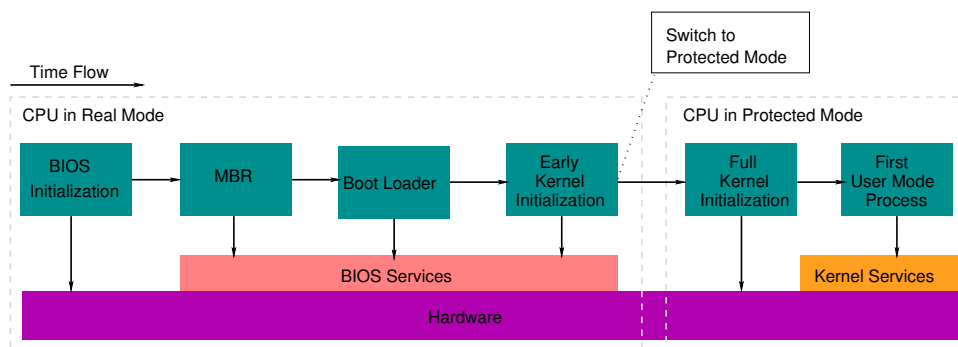 Switch to
Protected Mode
Time Flow
CPU in Real Mode
CPU in Protected Mode
BIOS
Initialization
MBR
Boot Loader
Early
Kernel
Initialization
Full
Kernel
Initialization
First
User Mode
Process
BIOS Services
Kernel Services
Hardware